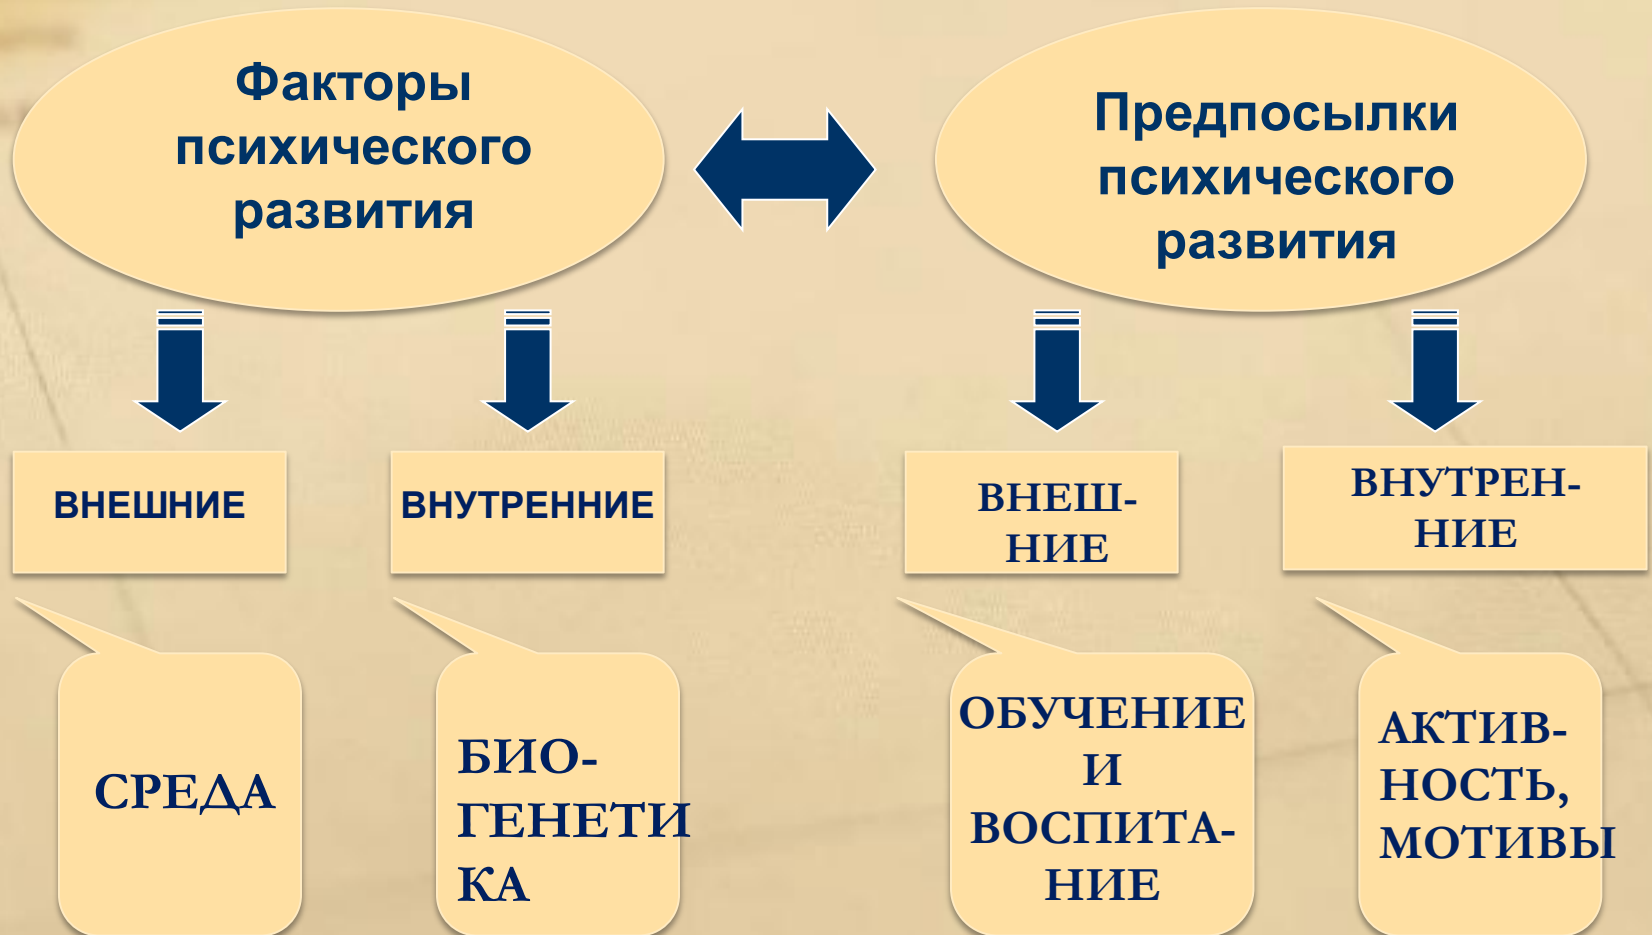 Факторы
психического
развития
Предпосылки
психического
развития
ВНЕШНИЕ
ВНУТРЕННИЕ
ВНЕШ-
НИЕ
ВНУТРЕН-
НИЕ
СРЕДА
БИО-
ГЕНЕТИ
КА
ОБУЧЕНИЕ
И
ВОСПИТА-
НИЕ
АКТИВ-
НОСТЬ,
МОТИВЫ